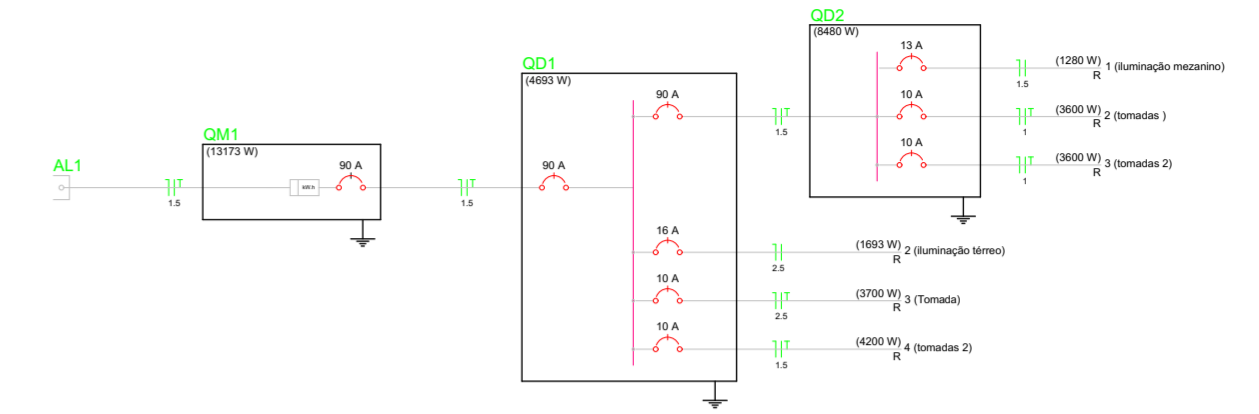 AL1
T
1.5
QM1
(13173 W)
kW.h
90 A
T
1.5
QD1
(4693 W)
90 A
90 A
T
1.5
16 A
2.5
(1693 W)
R
2 (iluminação térreo)
10 A
T
2.5
(3700 W)
R
3 (Tomada)
10 A
T
1.5
(4200 W)
R
4 (tomadas 2)
QD2
(8480 W)
13 A
1.5
(1280 W)
R
1 (iluminação mezanino)
10 A
T
1
(3600 W)
R
2 (tomadas )
10 A
T
1
(3600 W)
R
3 (tomadas 2)